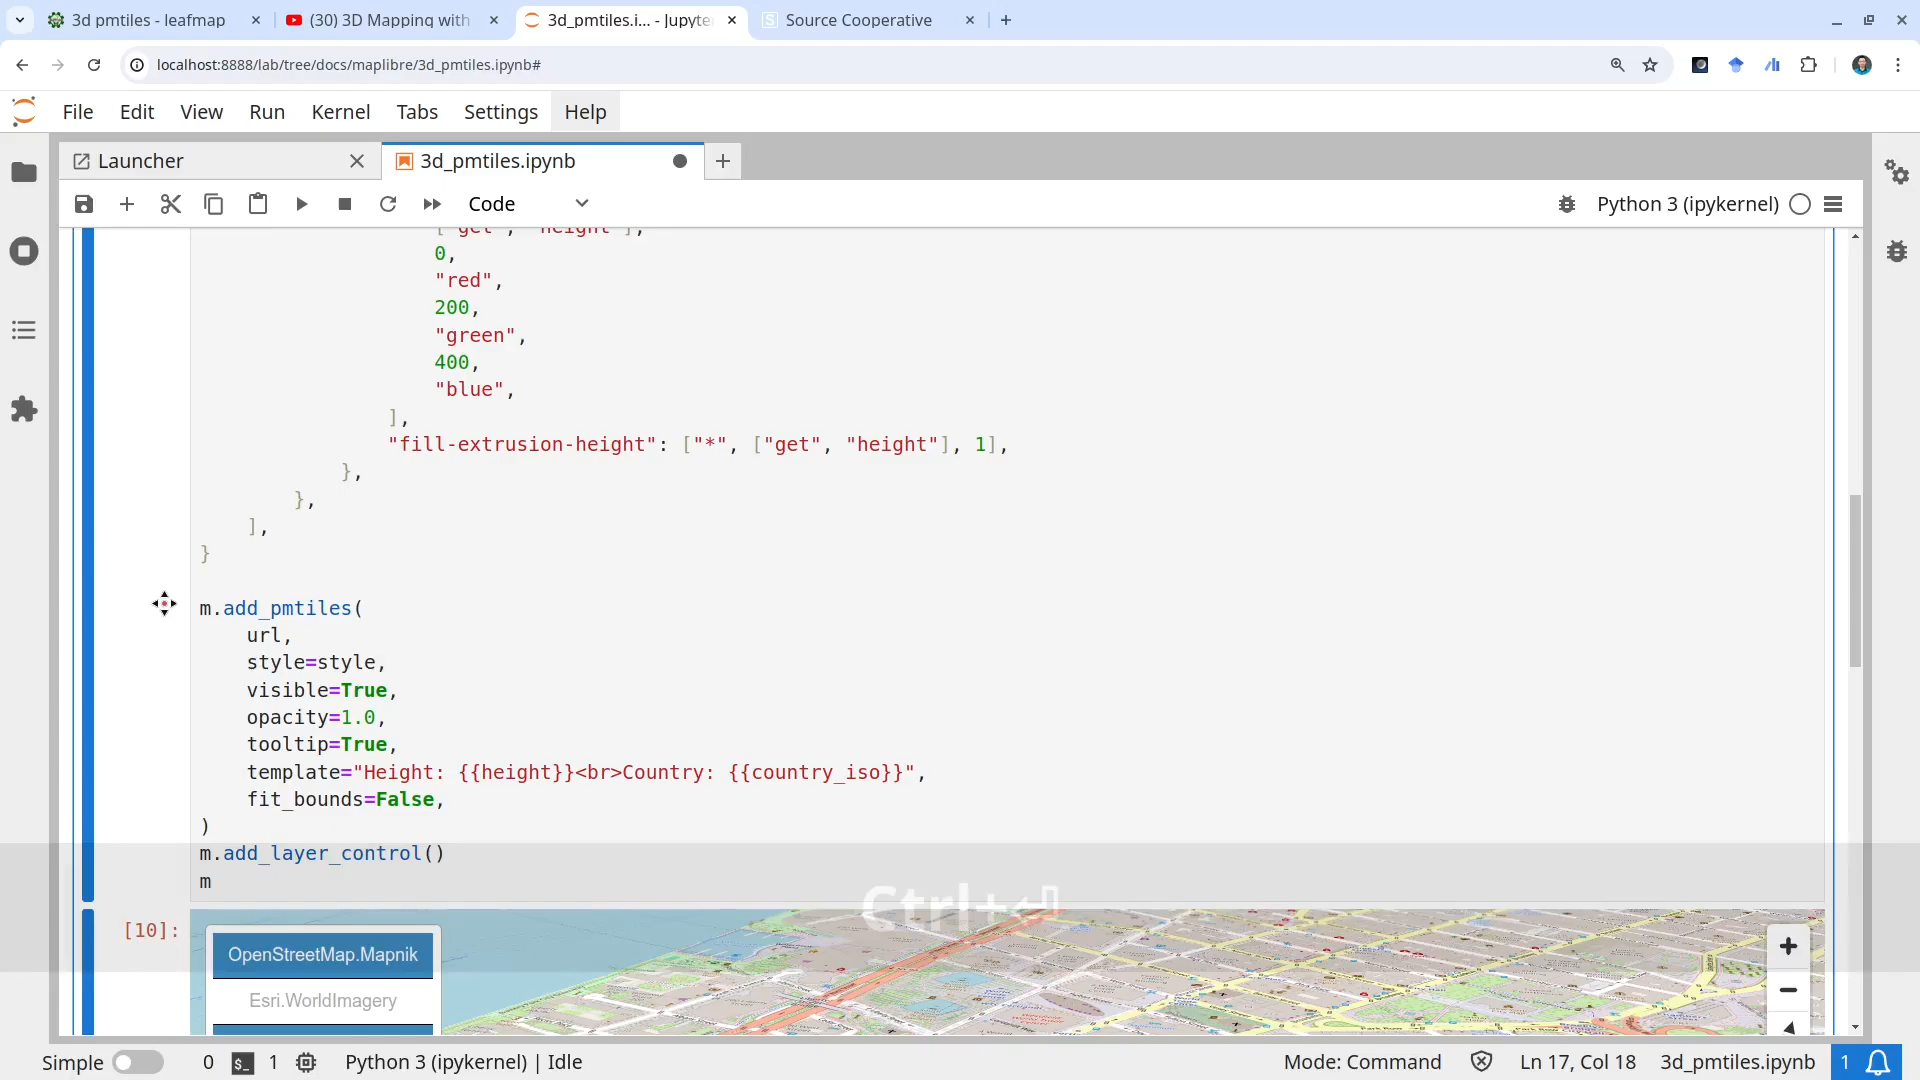 3d pmtiles - leafmap
(30) 3D Mapping with
3d_pmtiles.i... - Jupyte
Source Cooperative
localhost:8888/lab/tree/docs/maplibre/3d_pmtiles.ipynb#
File Edit View Run Kernel Tabs Settings Help
Launcher
3d_pmtiles.ipynb
Code
Python 3 (ipykernel)
["get", "height"],
0,
"red",
200,
"green",
400,
"blue",
],
"fill-extrusion-height": ["*", ["get", "height"], 1],
},
},
],
}
m.add_pmtiles(
url,
style=style,
visible=True,
opacity=1.0,
tooltip=True,
template="Height: {{height}}<br>Country: {{country_iso}}",
fit_bounds=False,
)
m.add_layer_control()
m
Ctrl+⏎
[10]:
OpenStreetMap.Mapnik
Esri.WorldImagery
Simple 0 1 Python 3 (ipykernel) | Idle Mode: Command Ln 17, Col 18 3d_pmtiles.ipynb 1